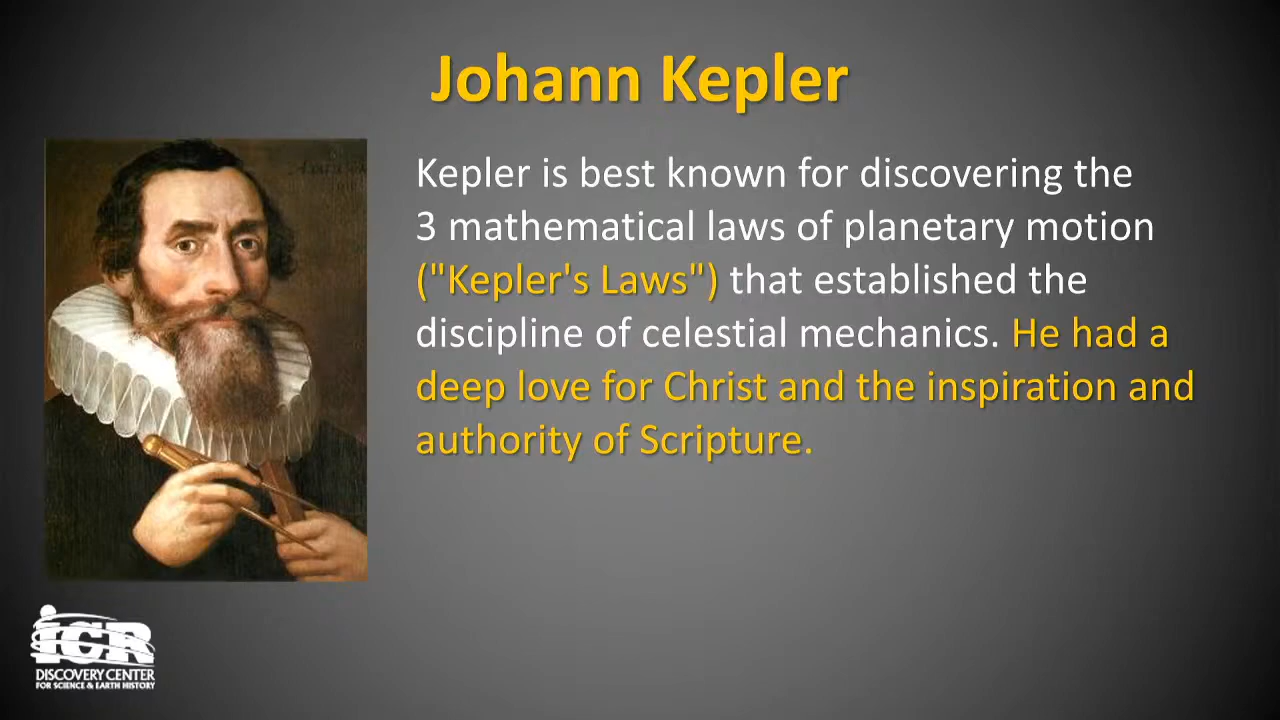 Johann Kepler
Kepler is best known for discovering the
3 mathematical laws of planetary motion
("Kepler's Laws") that established the
discipline of celestial mechanics. He had a
deep love for Christ and the inspiration and
authority of Scripture.
ICR
DISCOVERY CENTER
FOR SCIENCE & EARTH HISTORY